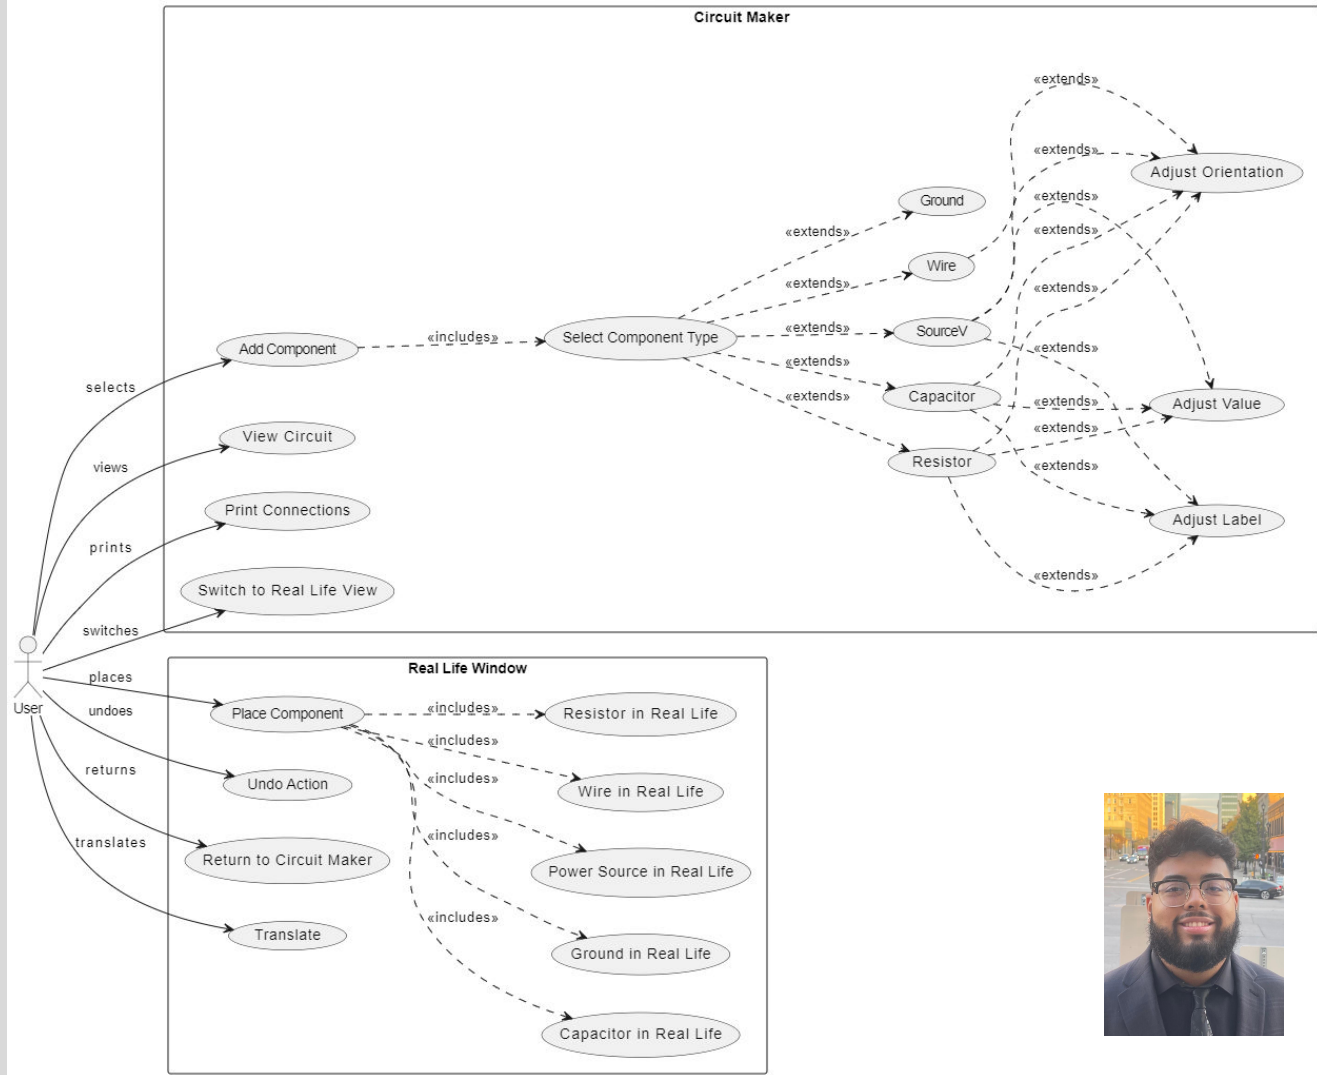 Circuit Maker
«extends»
«extends»
Adjust Orientation
«extends»
Ground
«extends»
«extends»
Wire
«extends»
«extends»
SourceV
«extends»
Select Component Type
«includes»
Add Component
«extends»
«extends»
selects
Capacitor
«extends»
«extends»
Adjust Value
«extends»
View Circuit
views
Resistor
«extends»
Print Connections
Adjust Label
prints
«extends»
Switch to Real Life View
switches
User
Real Life Window
places
undoes
Place Component
«includes»
Resistor in Real Life
«includes»
returns
Undo Action
«includes»
Wire in Real Life
translates
«includes»
Return to Circuit Maker
Power Source in Real Life
«includes»
Translate
Ground in Real Life
Capacitor in Real Life